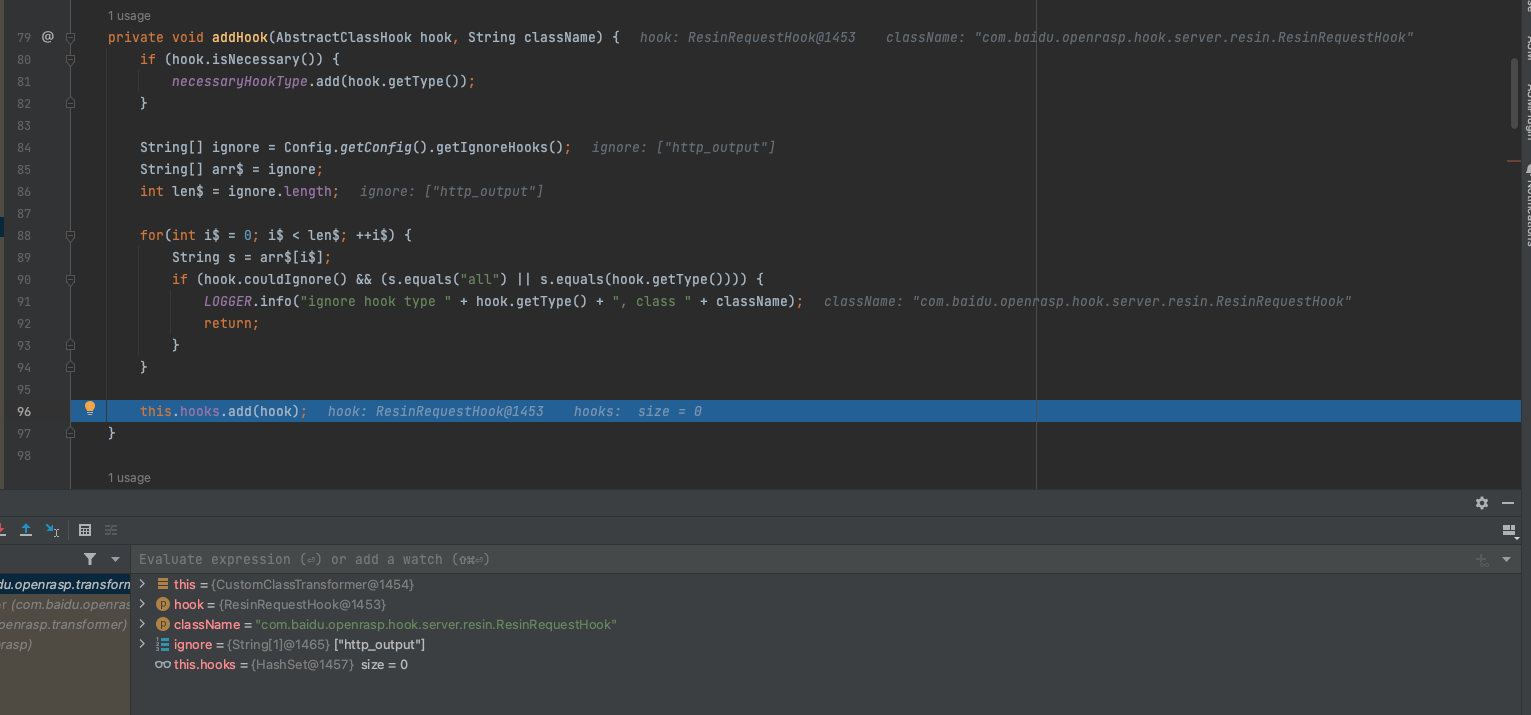 1 usage
79 @ private void addHook(AbstractClassHook hook, String className) { hook: ResinRequestHook@1453 className: "com.baidu.openrasp.hook.server.resin.ResinRequestHook"
80 if (hook.isNecessary()) {
81 necessaryHookType.add(hook.getType());
82 }
83
84 String[] ignore = Config.getConfig().getIgnoreHooks(); ignore: ["http_output"]
85 String[] arr$ = ignore;
86 int len$ = ignore.length; ignore: ["http_output"]
87
88 for(int i$ = 0; i$ < len$; ++i$) {
89 String s = arr$[i$];
90 if (hook.couldIgnore() && (s.equals("all") || s.equals(hook.getType()))) {
91 LOGGER.info("ignore hook type " + hook.getType() + ", class " + className); className: "com.baidu.openrasp.hook.server.resin.ResinRequestHook"
92 return;
93 }
94 }
95
96 this.hooks.add(hook); hook: ResinRequestHook@1453 hooks: size = 0
97 }
98
1 usage
Notifications
Evaluate expression (⏎) or add a watch (⇧⌘⏎)
du.openrasp.transform
er (com.baidu.openras
penrasp.transformer)
rasp)
this = {CustomClassTransformer@1454}
hook = {ResinRequestHook@1453}
className = "com.baidu.openrasp.hook.server.resin.ResinRequestHook"
ignore = {String[1]@1465} ["http_output"]
this.hooks = {HashSet@1457} size = 0